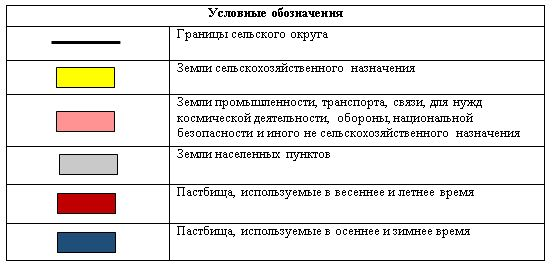 Условные обозначения
Границы сельского округа
Земли сельскохозяйственного назначения
Земли промышленности, транспорта, связи, для нужд
космической деятельности, обороны, национальной
безопасности и иного не сельскохозяйственного назначения
Земли населенных пунктов
Пастбища, используемые в весеннее и летнее время
Пастбища, используемые в осеннее и зимнее время